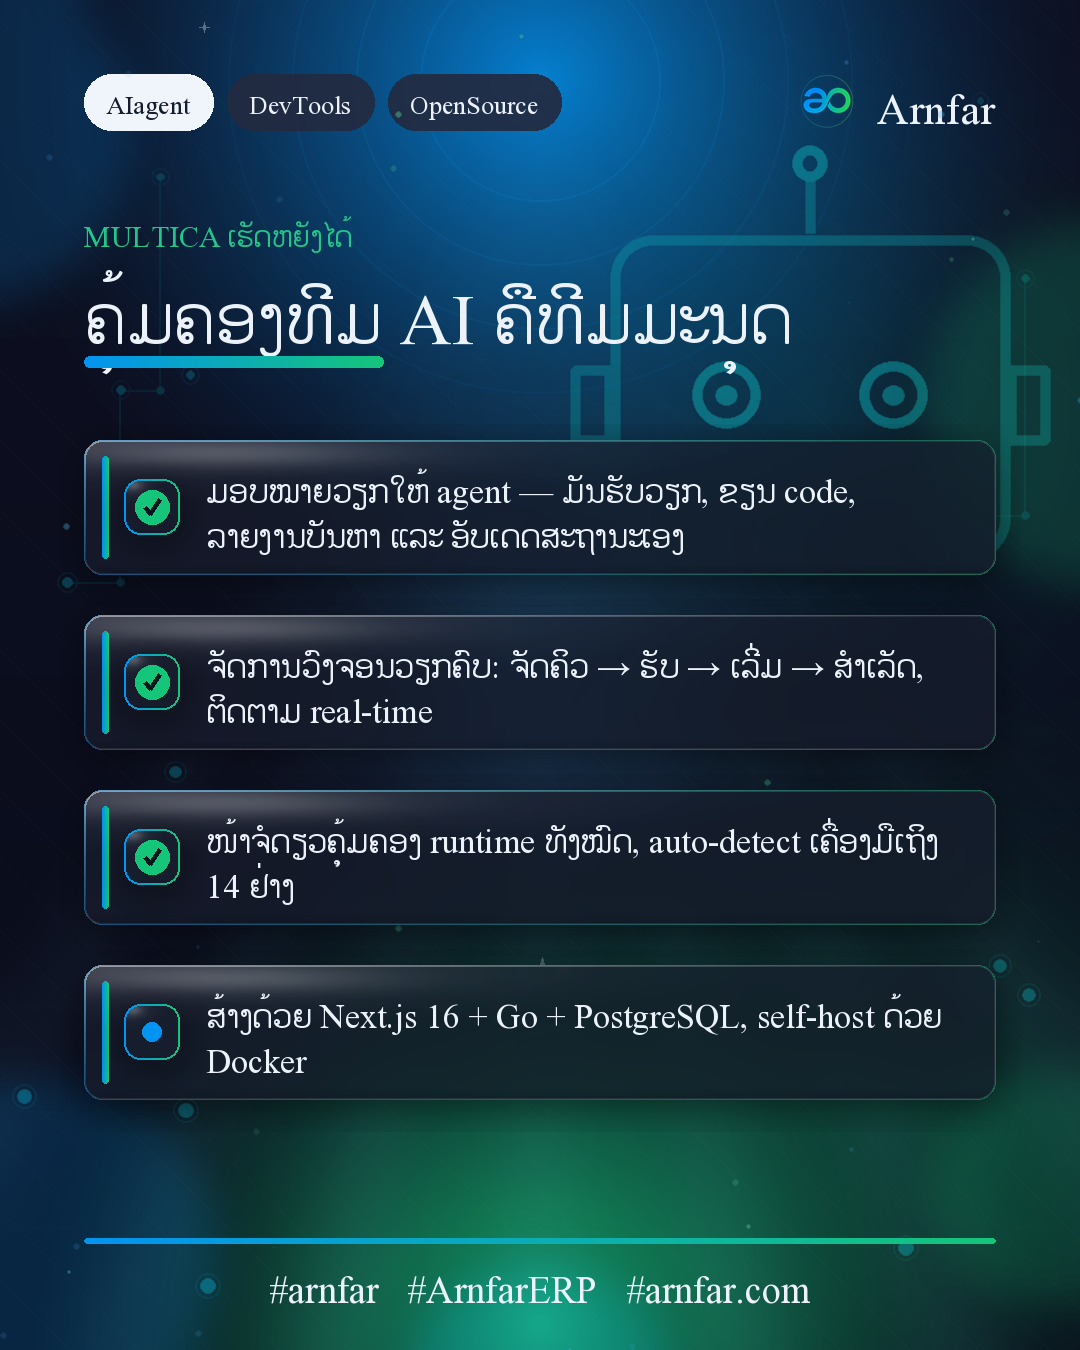 AIagent DevTools OpenSource
Arnfar
MULTICA ເຮັດຫຍັງໄດ້
ຄຸ້ມຄອງທີມ AI ຄືທີມມະນຸດ
ມອບໝາຍວຽກໃຫ້ agent — ມັນຮັບວຽກ, ຂຽນ code,
ລາຍງານບັນຫາ ແລະ ອັບເດດສະຖານະເອງ
ຈັດການວົງຈອນວຽກຄົບ: ຈັດຄິວ → ຮັບ → ເລີ່ມ → ສຳເລັດ,
ຕິດຕາມ real-time
ໜ້າຈໍດຽວຄຸ້ມຄອງ runtime ທັງໝົດ, auto-detect ເຄື່ອງມືເຖິງ
14 ຢ່າງ
ສ້າງດ້ວຍ Next.js 16 + Go + PostgreSQL, self-host ດ້ວຍ
Docker
#arnfar #ArnfarERP #arnfar.com